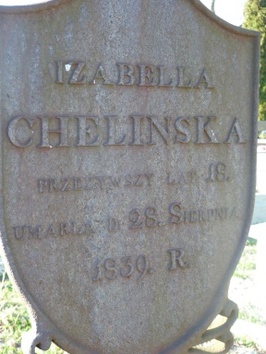 IZABELLA
CHELINSKA
PRZEŻYWSZY LAT 18.
UMARŁA D. 28. SIERPNIA
1839. R.